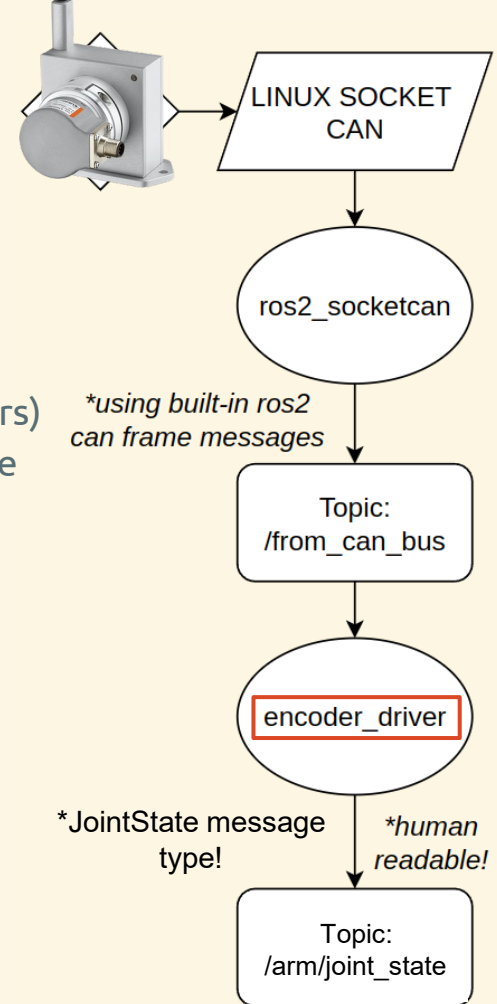 LINUX SOCKET
CAN
ros2_socketcan
rs)
e
*using built-in ros2
can frame messages
Topic:
/from_can_bus
encoder_driver
*JointState message
type!
*human
readable!
Topic:
/arm/joint_state